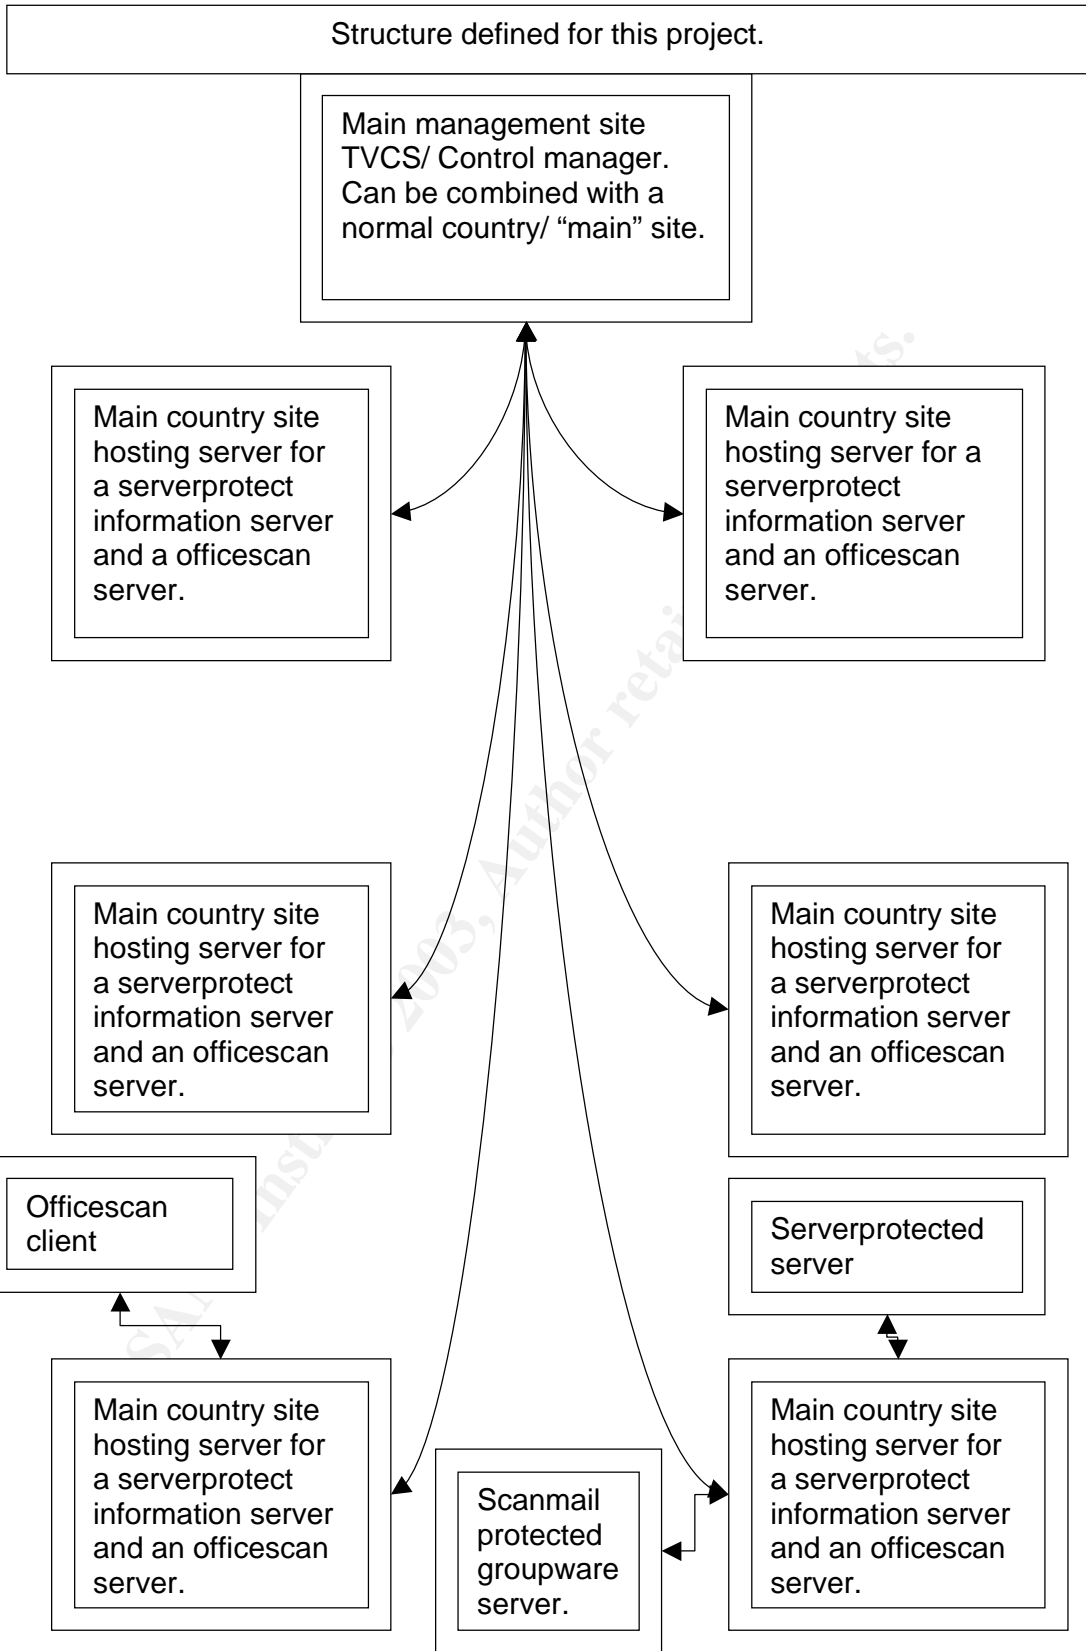 Structure defined for this project.
Main management site
TVCS/ Control manager.
Can be combined with a
normal country/ “main” site.
Main country site
hosting server for
a serverprotect
information server
and a officescan
server.
Main country site
hosting server for a
serverprotect
information server
and an officescan
server.
Main country site
hosting server for
a serverprotect
information server
and an officescan
server.
Main country site
hosting server for
a serverprotect
information server
and an officescan
server.
Officescan
client
Serverprotected
server
Main country site
hosting server for
a serverprotect
information server
and an officescan
server.
Scanmail
protected
groupware
server.
Main country site
hosting server for
a serverprotect
information server
and an officescan
server.
2003, Author retai